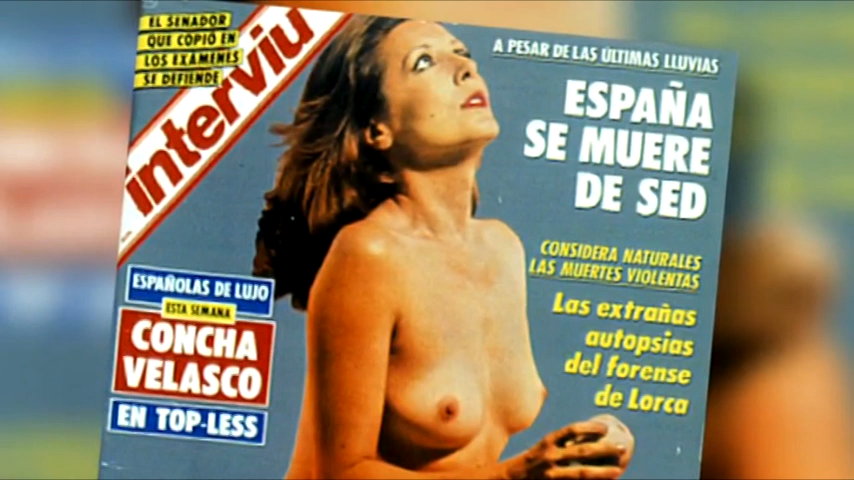 EL SENADOR
QUE COPIÓ EN
LOS EXÁMENES
SE DEFIENDE
interviu
A PESAR DE LAS ÚLTIMAS LLUVIAS
ESPAÑA
SE MUERE
DE SED
CONSIDERA NATURALES
LAS MUERTES VIOLENTAS
Las extrañas
autopsias
del forense
de Lorca
ESPAÑOLAS DE LUJO
ESTA SEMANA
CONCHA
VELASCO
EN TOP-LESS